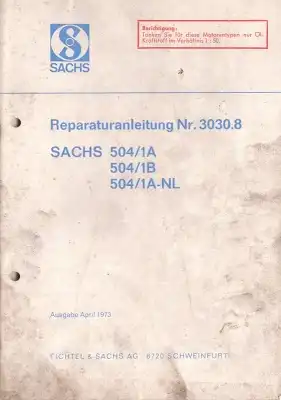 SACHS
Berichtigung:
Tanken Sie für diese Motorentypen nur Öl-
Kraftstoff im Verhältnis 1:50.
Reparaturanleitung Nr. 3030.8
SACHS 504/1A
504/1B
504/1A-NL
Ausgabe April 1973
FICHTEL & SACHS AG · 8720 SCHWEINFURT